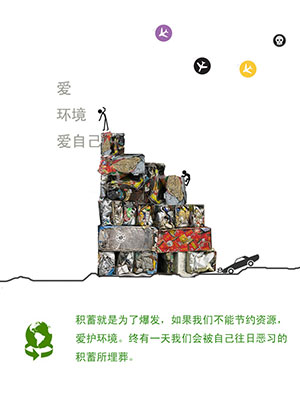 爱
环境
爱自己
积蓄就是为了爆发，如果我们不能节约资源，
爱护环境。终有一天我们会被自己往日恶习的
积蓄所埋葬。